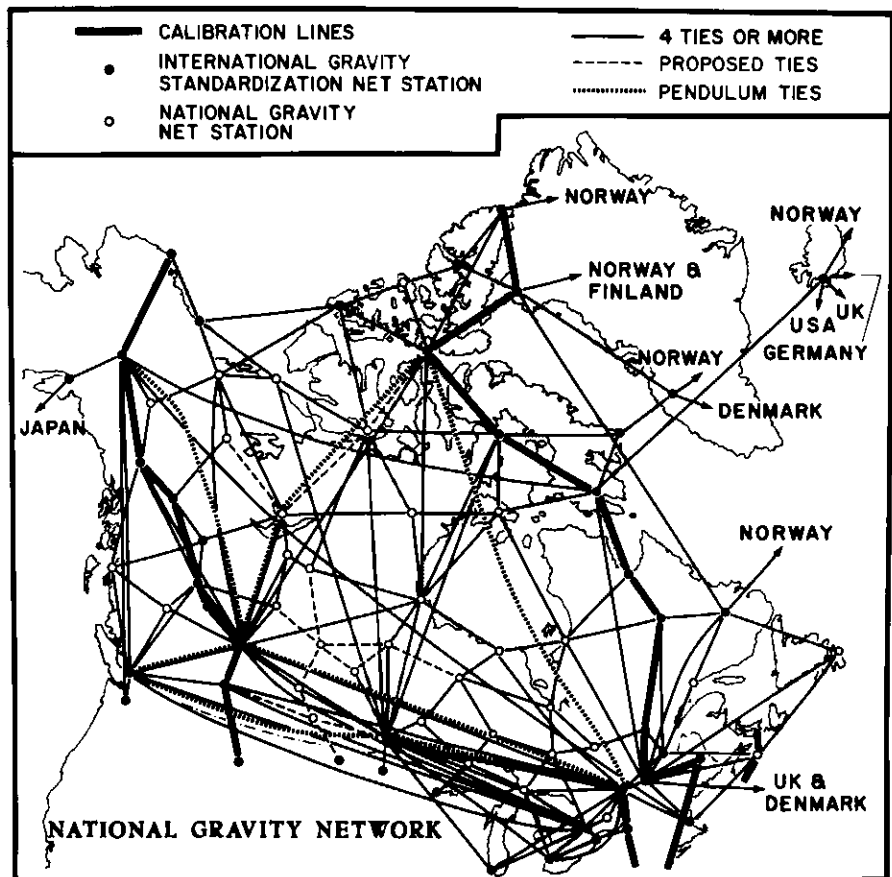 CALIBRATION LINES
INTERNATIONAL GRAVITY
STANDARDIZATION NET STATION
NATIONAL GRAVITY
NET STATION
4 TIES OR MORE
PROPOSED TIES
PENDULUM TIES
NORWAY
NORWAY
NORWAY &
FINLAND
UK
USA
GERMANY
NORWAY
DENMARK
JAPAN
NORWAY
UK &
DENMARK
NATIONAL GRAVITY NETWORK